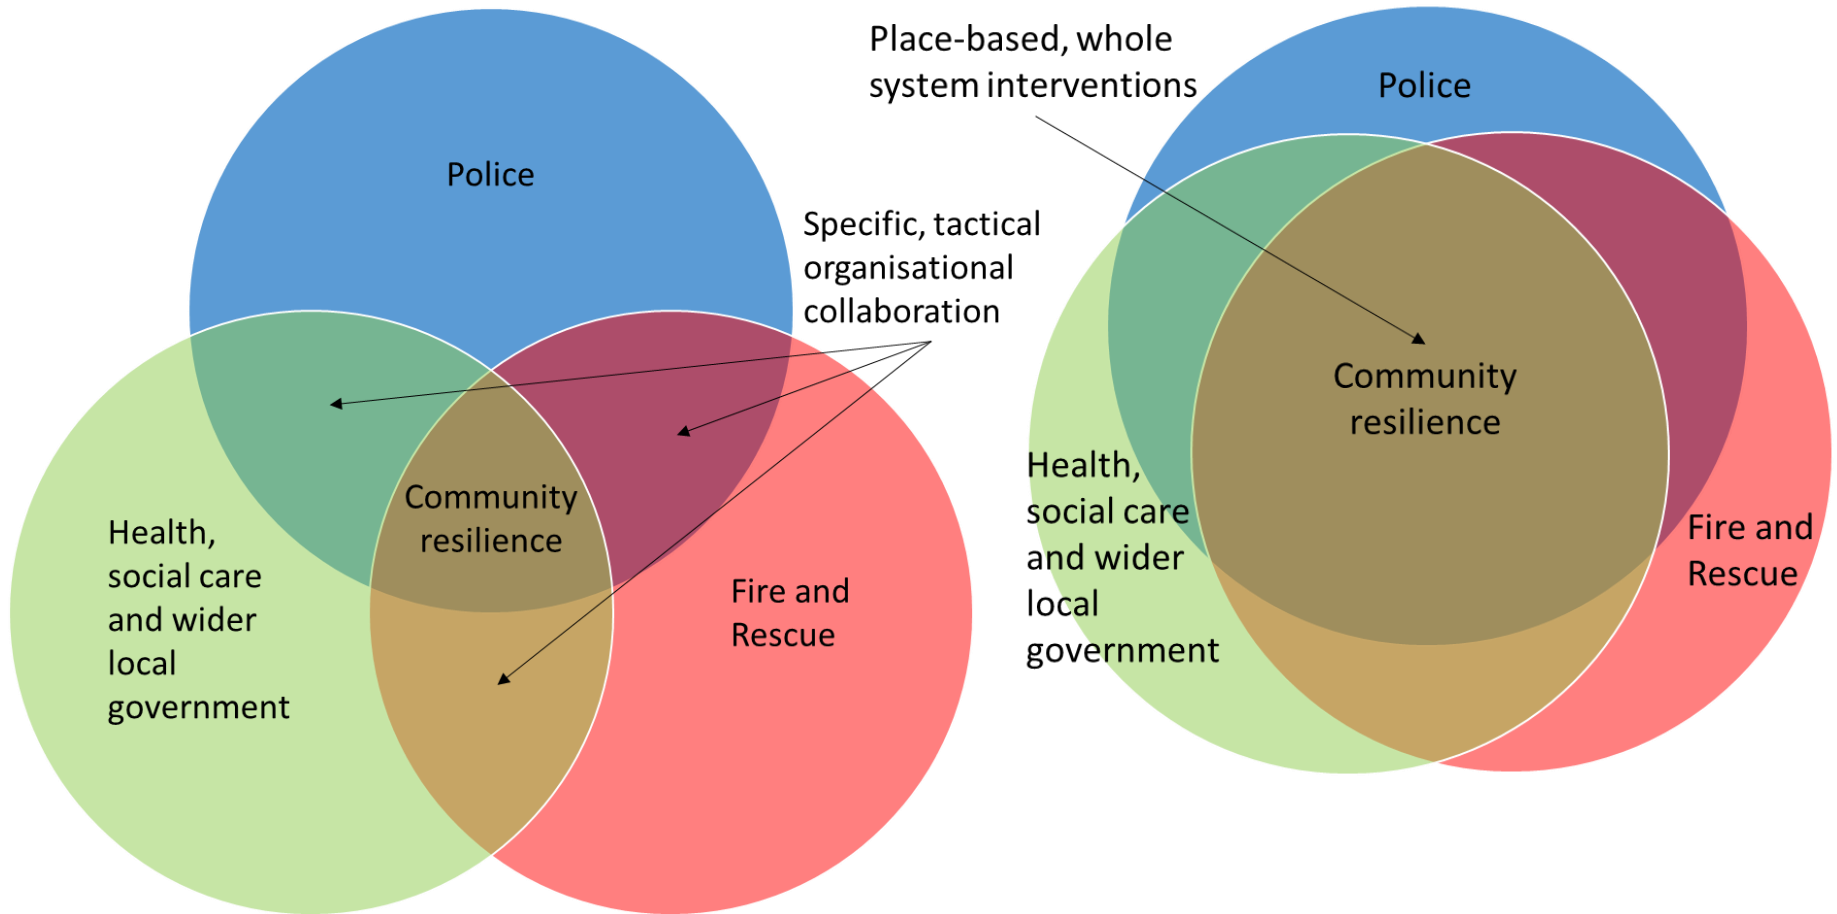 Police
Specific, tactical
organisational
collaboration
Community
resilience
Health,
social care
and wider
local
government
Fire and
Rescue
Place-based, whole
system interventions
Police
Community
resilience
Health,
social care
and wider
local
government
Fire and
Rescue